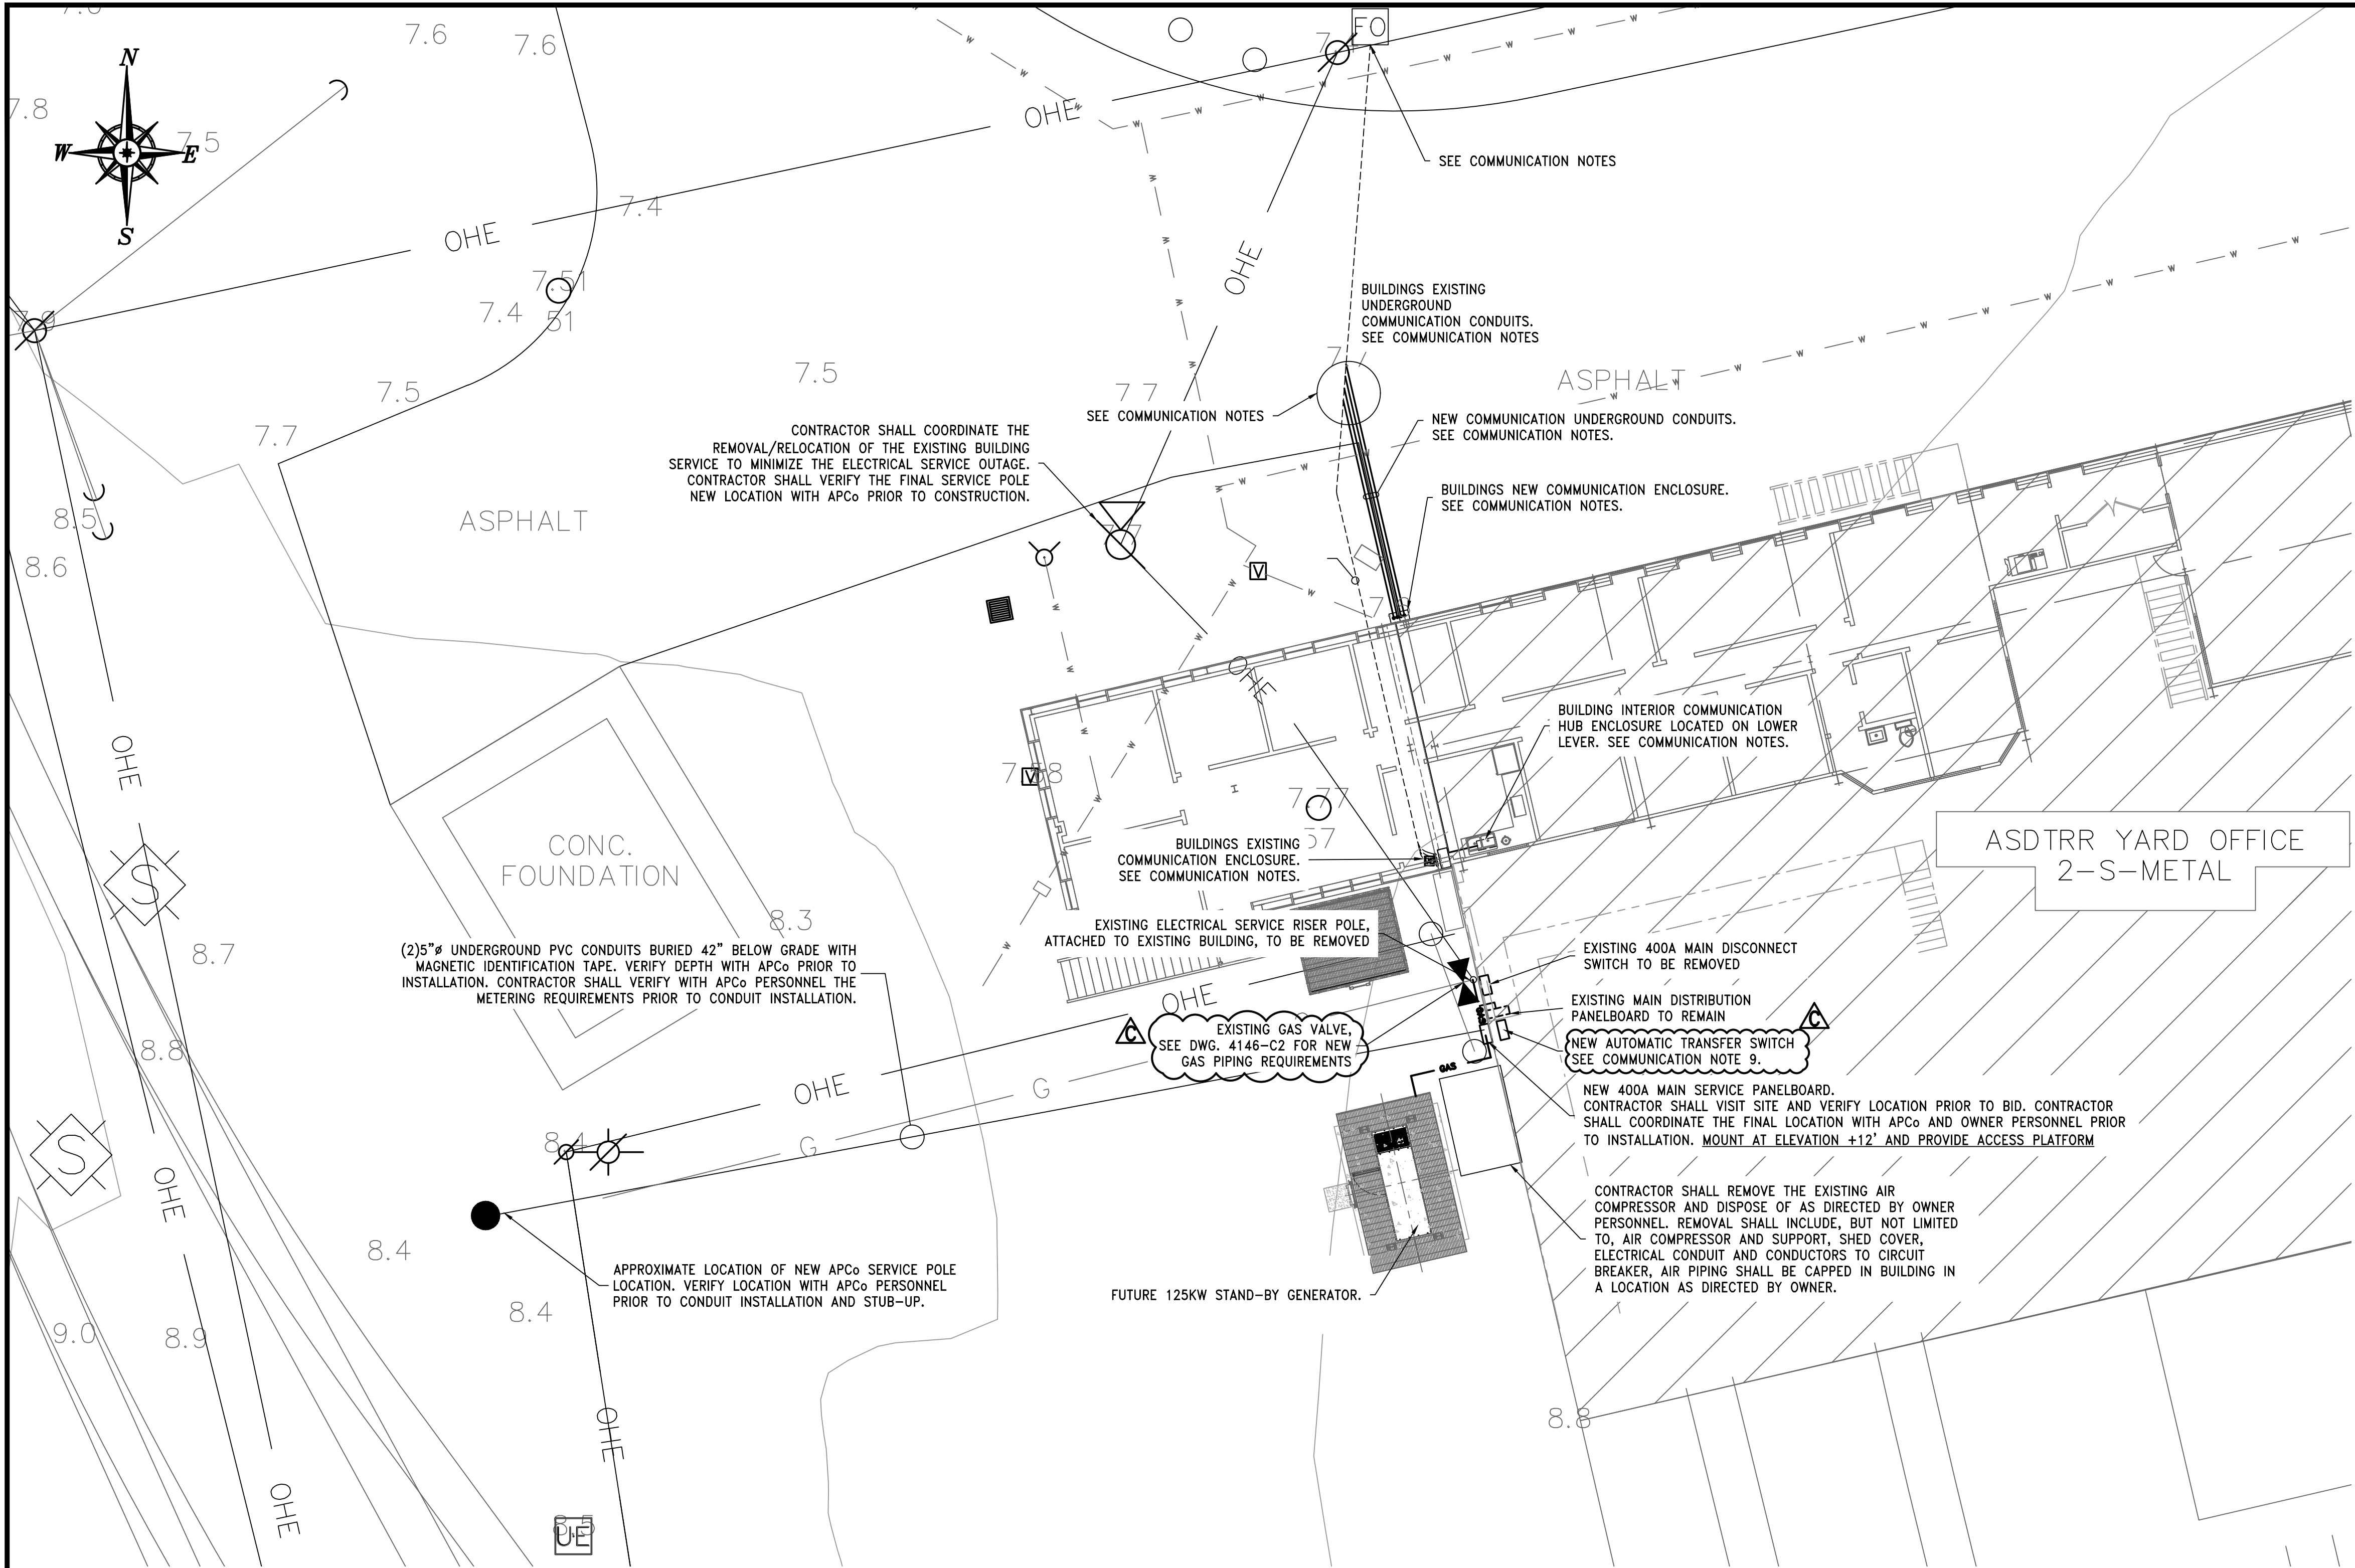 7.6
7.6
7.8
N
W
E
S
7.5
7.4
OHE
OHE
FO
SEE COMMUNICATION NOTES
OHE
7.51
7.4
51
7.9
7.5
7.5
7.7
7.7
BUILDINGS EXISTING
UNDERGROUND
COMMUNICATION CONDUITS.
SEE COMMUNICATION NOTES
SEE COMMUNICATION NOTES
ASPHALT
NEW COMMUNICATION UNDERGROUND CONDUITS.
SEE COMMUNICATION NOTES.
CONTRACTOR SHALL COORDINATE THE
REMOVAL/RELOCATION OF THE EXISTING BUILDING
SERVICE TO MINIMIZE THE ELECTRICAL SERVICE OUTAGE.
CONTRACTOR SHALL VERIFY THE FINAL SERVICE POLE
NEW LOCATION WITH APCo PRIOR TO CONSTRUCTION.
BUILDINGS NEW COMMUNICATION ENCLOSURE.
SEE COMMUNICATION NOTES.
ASPHALT
8.5
8.6
7.7
V
OHE
OHE
BUILDING INTERIOR COMMUNICATION
HUB ENCLOSURE LOCATED ON LOWER
LEVER. SEE COMMUNICATION NOTES.
7.58
V
7.77
BUILDINGS EXISTING
COMMUNICATION ENCLOSURE.
SEE COMMUNICATION NOTES.
ASDTRR YARD OFFICE
2-S-METAL
CONC.
FOUNDATION
S
8.3
8.7
EXISTING ELECTRICAL SERVICE RISER POLE,
ATTACHED TO EXISTING BUILDING, TO BE REMOVED
(2)5"ø UNDERGROUND PVC CONDUITS BURIED 42" BELOW GRADE WITH
MAGNETIC IDENTIFICATION TAPE. VERIFY DEPTH WITH APCo PRIOR TO
INSTALLATION. CONTRACTOR SHALL VERIFY WITH APCo PERSONNEL THE
METERING REQUIREMENTS PRIOR TO CONDUIT INSTALLATION.
EXISTING 400A MAIN DISCONNECT
SWITCH TO BE REMOVED
EXISTING MAIN DISTRIBUTION
PANELBOARD TO REMAIN
OHE
C
EXISTING GAS VALVE,
SEE DWG. 4146-C2 FOR NEW
GAS PIPING REQUIREMENTS
C
NEW AUTOMATIC TRANSFER SWITCH
SEE COMMUNICATION NOTE 9.
GAS
8.8
OHE
G
G
8.4
S
OHE
NEW 400A MAIN SERVICE PANELBOARD.
CONTRACTOR SHALL VISIT SITE AND VERIFY LOCATION PRIOR TO BID. CONTRACTOR
SHALL COORDINATE THE FINAL LOCATION WITH APCo AND OWNER PERSONNEL PRIOR
TO INSTALLATION. MOUNT AT ELEVATION +12' AND PROVIDE ACCESS PLATFORM
CONTRACTOR SHALL REMOVE THE EXISTING AIR
COMPRESSOR AND DISPOSE OF AS DIRECTED BY OWNER
PERSONNEL. REMOVAL SHALL INCLUDE, BUT NOT LIMITED
TO, AIR COMPRESSOR AND SUPPORT, SHED COVER,
ELECTRICAL CONDUIT AND CONDUCTORS TO CIRCUIT
BREAKER, AIR PIPING SHALL BE CAPPED IN BUILDING IN
A LOCATION AS DIRECTED BY OWNER.
8.4
APPROXIMATE LOCATION OF NEW APCo SERVICE POLE
LOCATION. VERIFY LOCATION WITH APCo PERSONNEL
PRIOR TO CONDUIT INSTALLATION AND STUB-UP.
FUTURE 125KW STAND-BY GENERATOR.
8.4
9.0
8.9
8.8
OHE
OHE
8.5
UE